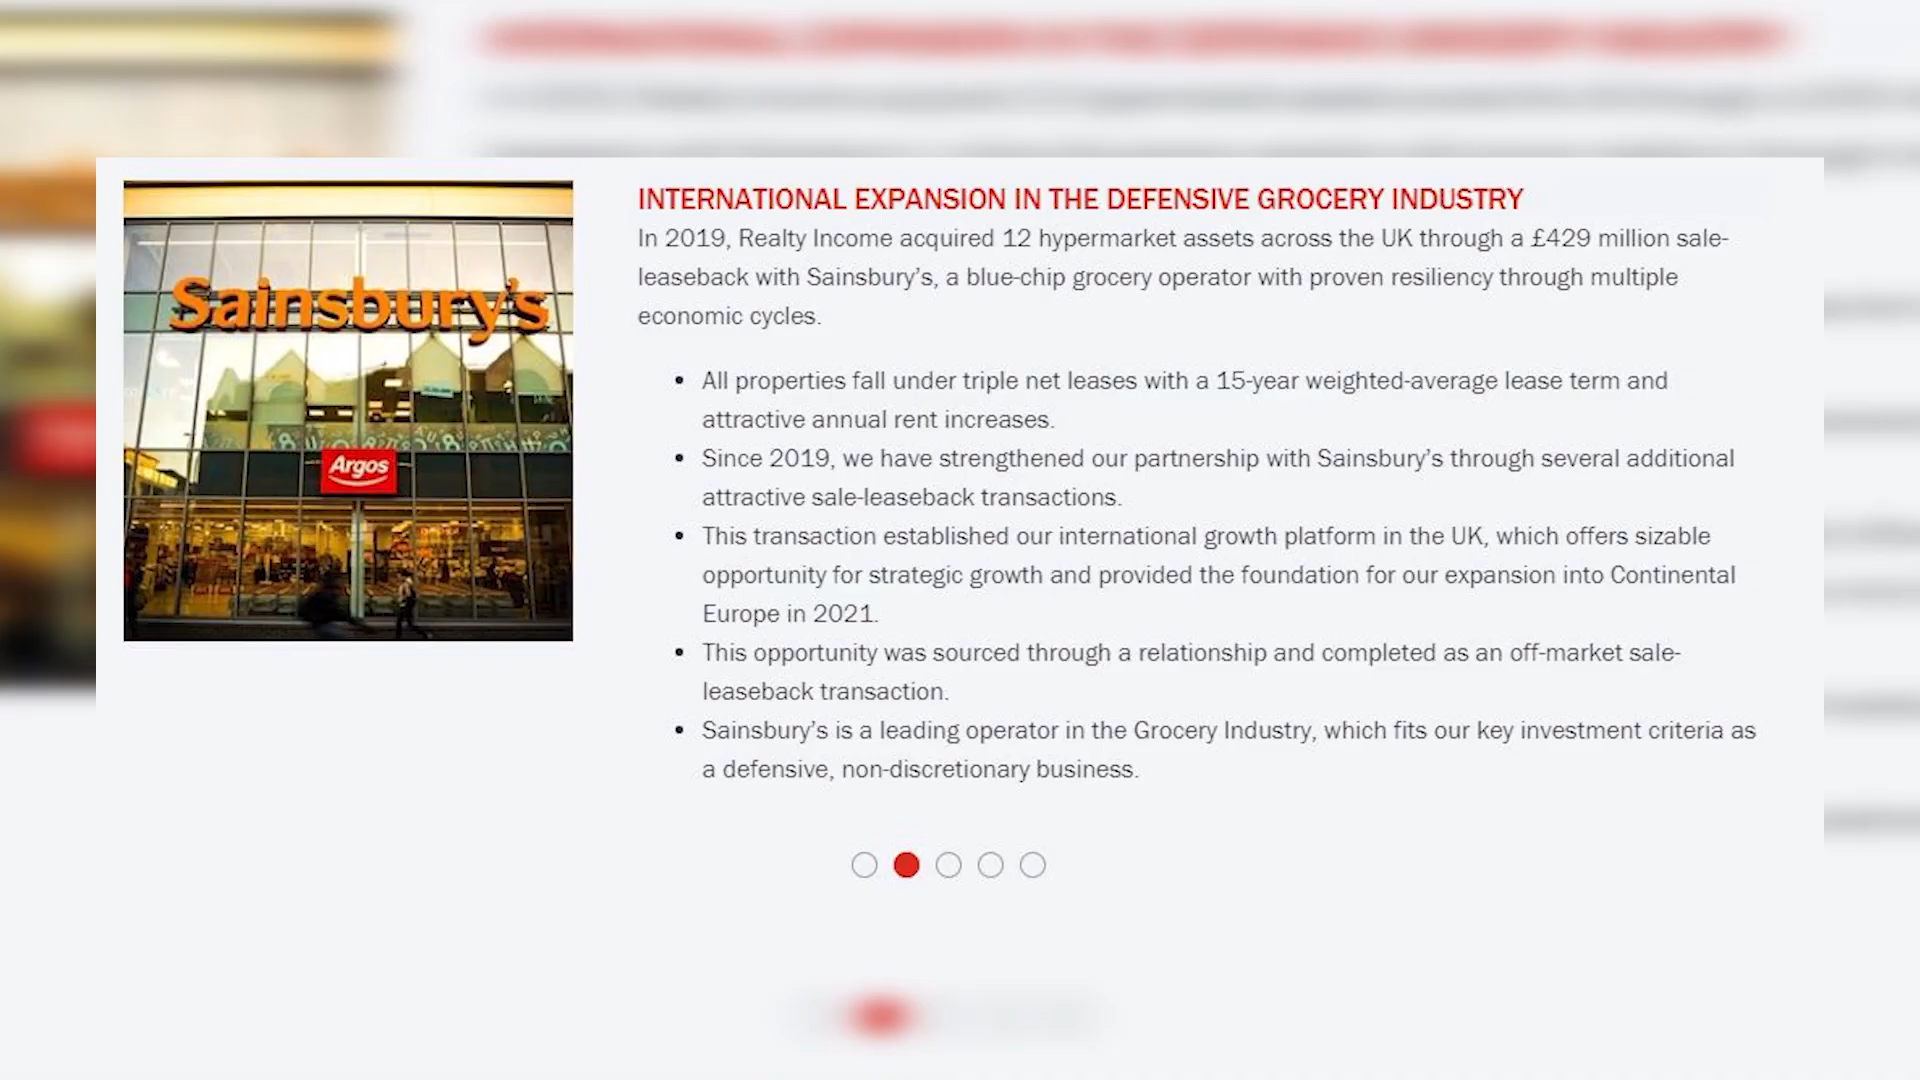 INTERNATIONAL EXPANSION IN THE DEFENSIVE GROCERY INDUSTRY
In 2019, Realty Income acquired 12 hypermarket assets across the UK through a £429 million sale-
leaseback with Sainsbury's, a blue-chip grocery operator with proven resiliency through multiple
economic cycles.
Sainsbury's
Argos
• All properties fall under triple net leases with a 15-year weighted-average lease term and
attractive annual rent increases.
• Since 2019, we have strengthened our partnership with Sainsbury's through several additional
attractive sale-leaseback transactions.
• This transaction established our international growth platform in the UK, which offers sizable
opportunity for strategic growth and provided the foundation for our expansion into Continental
Europe in 2021.
• This opportunity was sourced through a relationship and completed as an off-market sale-
leaseback transaction.
• Sainsbury's is a leading operator in the Grocery Industry, which fits our key investment criteria as
a defensive, non-discretionary business.